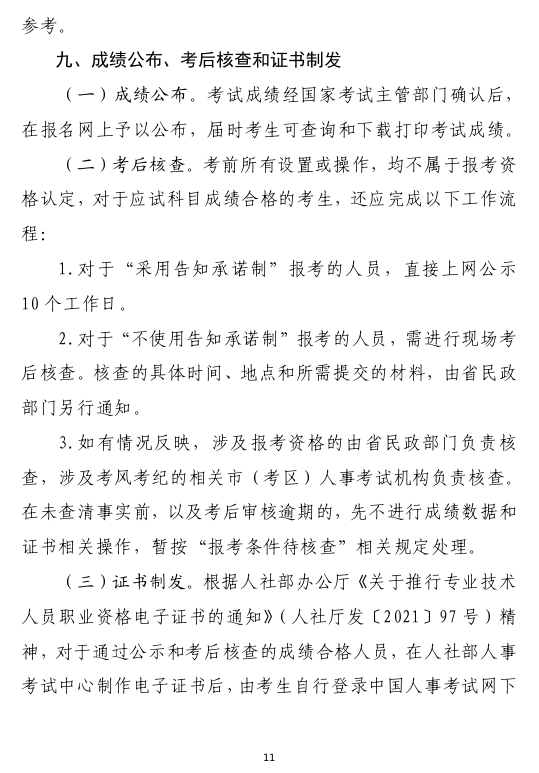 参考。
九、成绩公布、考后核查和证书制发
（一）成绩公布。考试成绩经国家考试主管部门确认后，
在报名网上予以公布，届时考生可查询和下载打印考试成绩。
（二）考后核查。考前所有设置或操作，均不属于报考资
格认定，对于应试科目成绩合格的考生，还应完成以下工作流
程：
1.对于“采用告知承诺制”报考的人员，直接上网公示
10个工作日。
2.对于“不使用告知承诺制”报考的人员，需进行现场考
后核查。核查的具体时间、地点和所需提交的材料，由省民政
部门另行通知。
3.如有情况反映，涉及报考资格的由省民政部门负责核
查，涉及考风考纪的相关市（考区）人事考试机构负责核查。
在未查清事实前，以及考后审核逾期的，先不进行成绩数据和
证书相关操作，暂按“报考条件待核查”相关规定处理。
（三）证书制发。根据人社部办公厅《关于推行专业技术
人员职业资格电子证书的通知》（人社厅发〔2021〕97号）精
神，对于通过公示和考后核查的成绩合格人员，在人社部人事
考试中心制作电子证书后，由考生自行登录中国人事考试网下
11